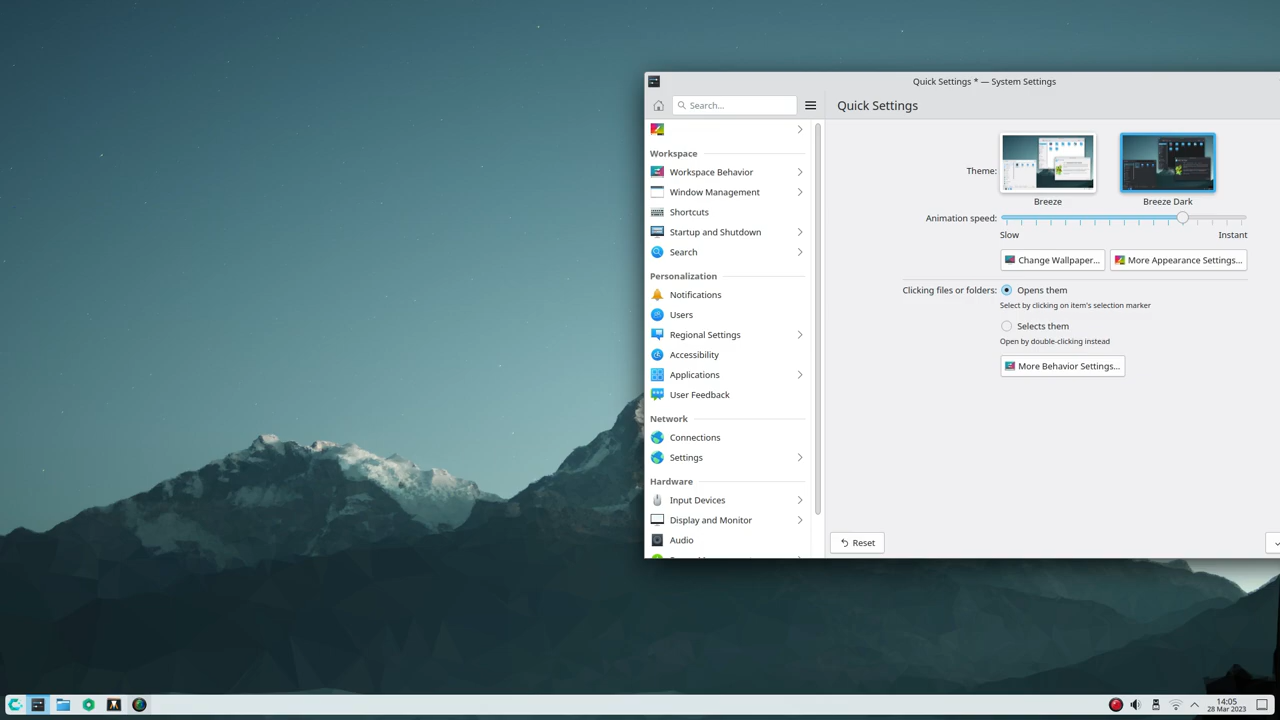 Quick Settings * — System Settings
Search...
Quick Settings
Workspace
Workspace Behavior
Window Management
Shortcuts
Startup and Shutdown
Search
Personalization
Notifications
Users
Regional Settings
Accessibility
Applications
User Feedback
Network
Connections
Settings
Hardware
Input Devices
Display and Monitor
Audio
Theme:
Breeze
Breeze Dark
Animation speed:
Slow
Instant
Change Wallpaper...
More Appearance Settings...
Clicking files or folders:
Opens them
Select by clicking on item's selection marker
Selects them
Open by double-clicking instead
More Behavior Settings...
Reset
14:05
28 Mar 2023